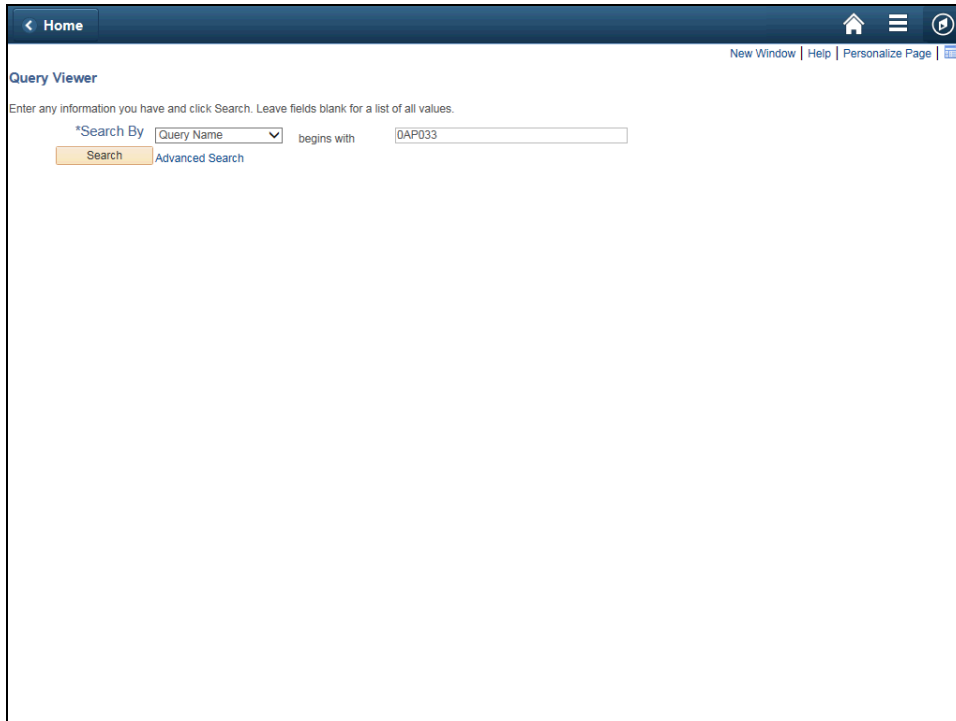 Home
New Window | Help | Personalize Page |
Query Viewer
Enter any information you have and click Search. Leave fields blank for a list of all values.
*Search By Query Name begins with 0AP033
Search Advanced Search